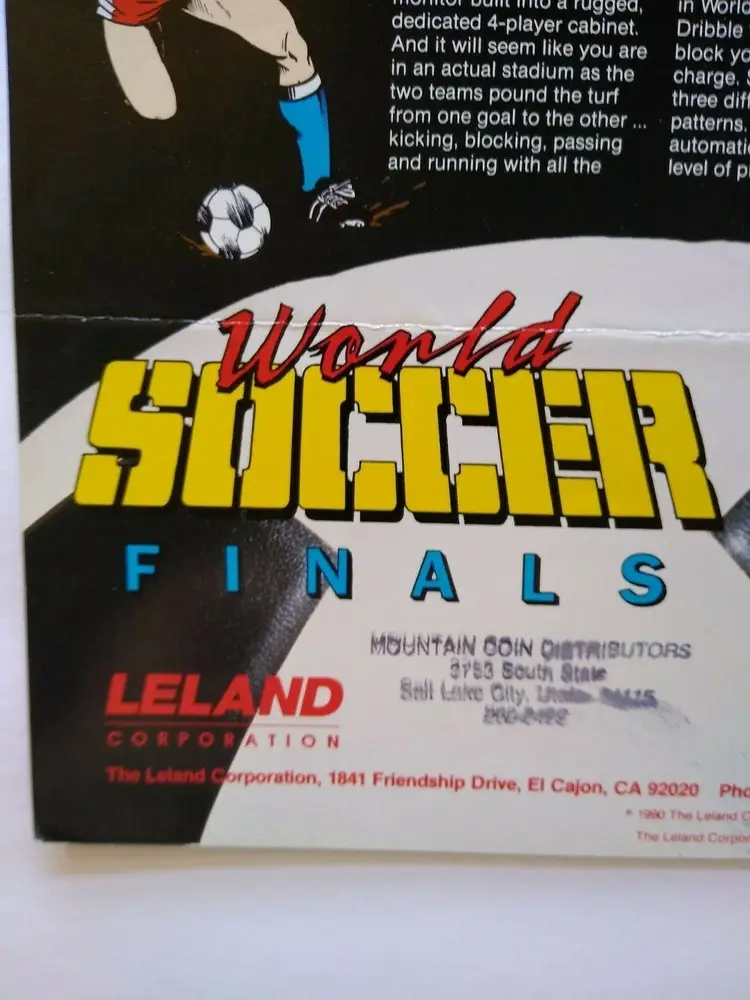 monitor built into a rugged,
dedicated 4-player cabinet.
And it will seem like you are
in an actual stadium as the
two teams pound the turf
from one goal to the other ...
kicking, blocking, passing
and running with all the
in World
Dribble
block yo
charge.
three diff
patterns.
automatic
level of p
World
SOCCER
FINALS
MOUNTAIN COIN DISTRIBUTORS
3753 South State
Salt Lake City, 84115
LELAND
CORPORATION
The Leland Corporation, 1841 Friendship Drive, El Cajon, CA 92020 Pho
© 1990 The Leland C
The Leland Corpor